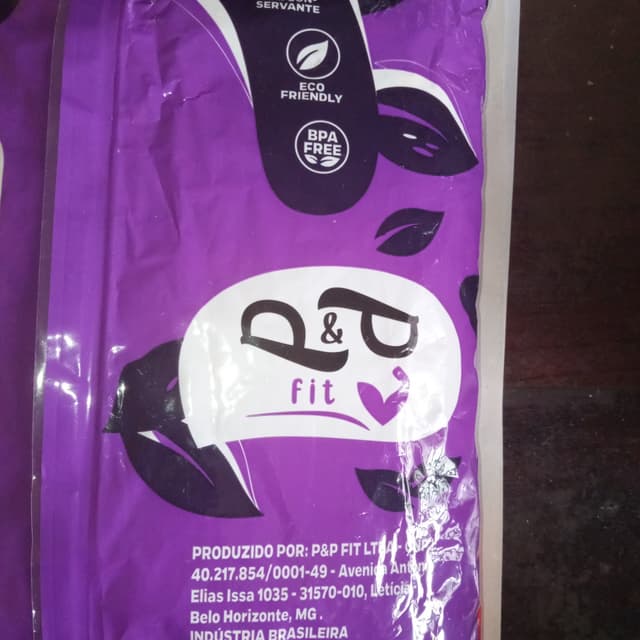 SERVANTE
ECO
FRIENDLY
BPA
FREE
P&P
fit
PRODUZIDO POR: P&P FIT
40.217.854/0001-49 - Avenida
Elias Issa 1035 - 31570-010, Letícia
Belo Horizonte, MG .
INDÚSTRIA BRASILEIRA